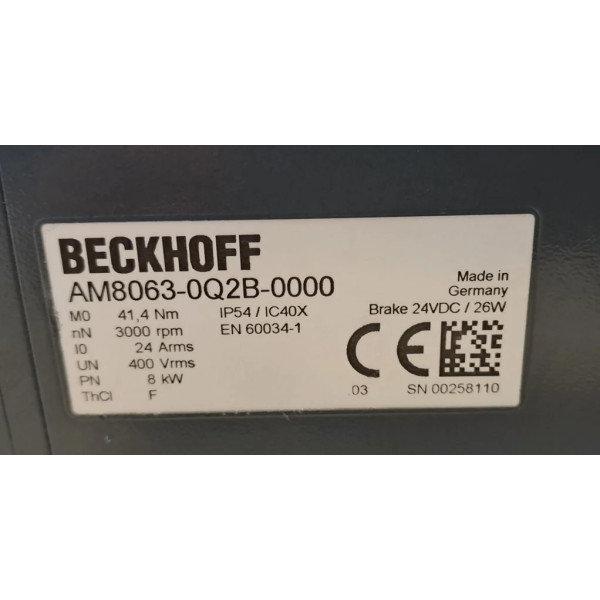 BECKHOFF
AM8063-0Q2B-0000
Made in
Germany
M0 41,4 Nm IP54 / IC40X Brake 24VDC / 26W
nN 3000 rpm EN 60034-1
I0 24 Arms
UN 400 Vrms
PN 8 kW
ThCl F
CE
03 SN 00258110